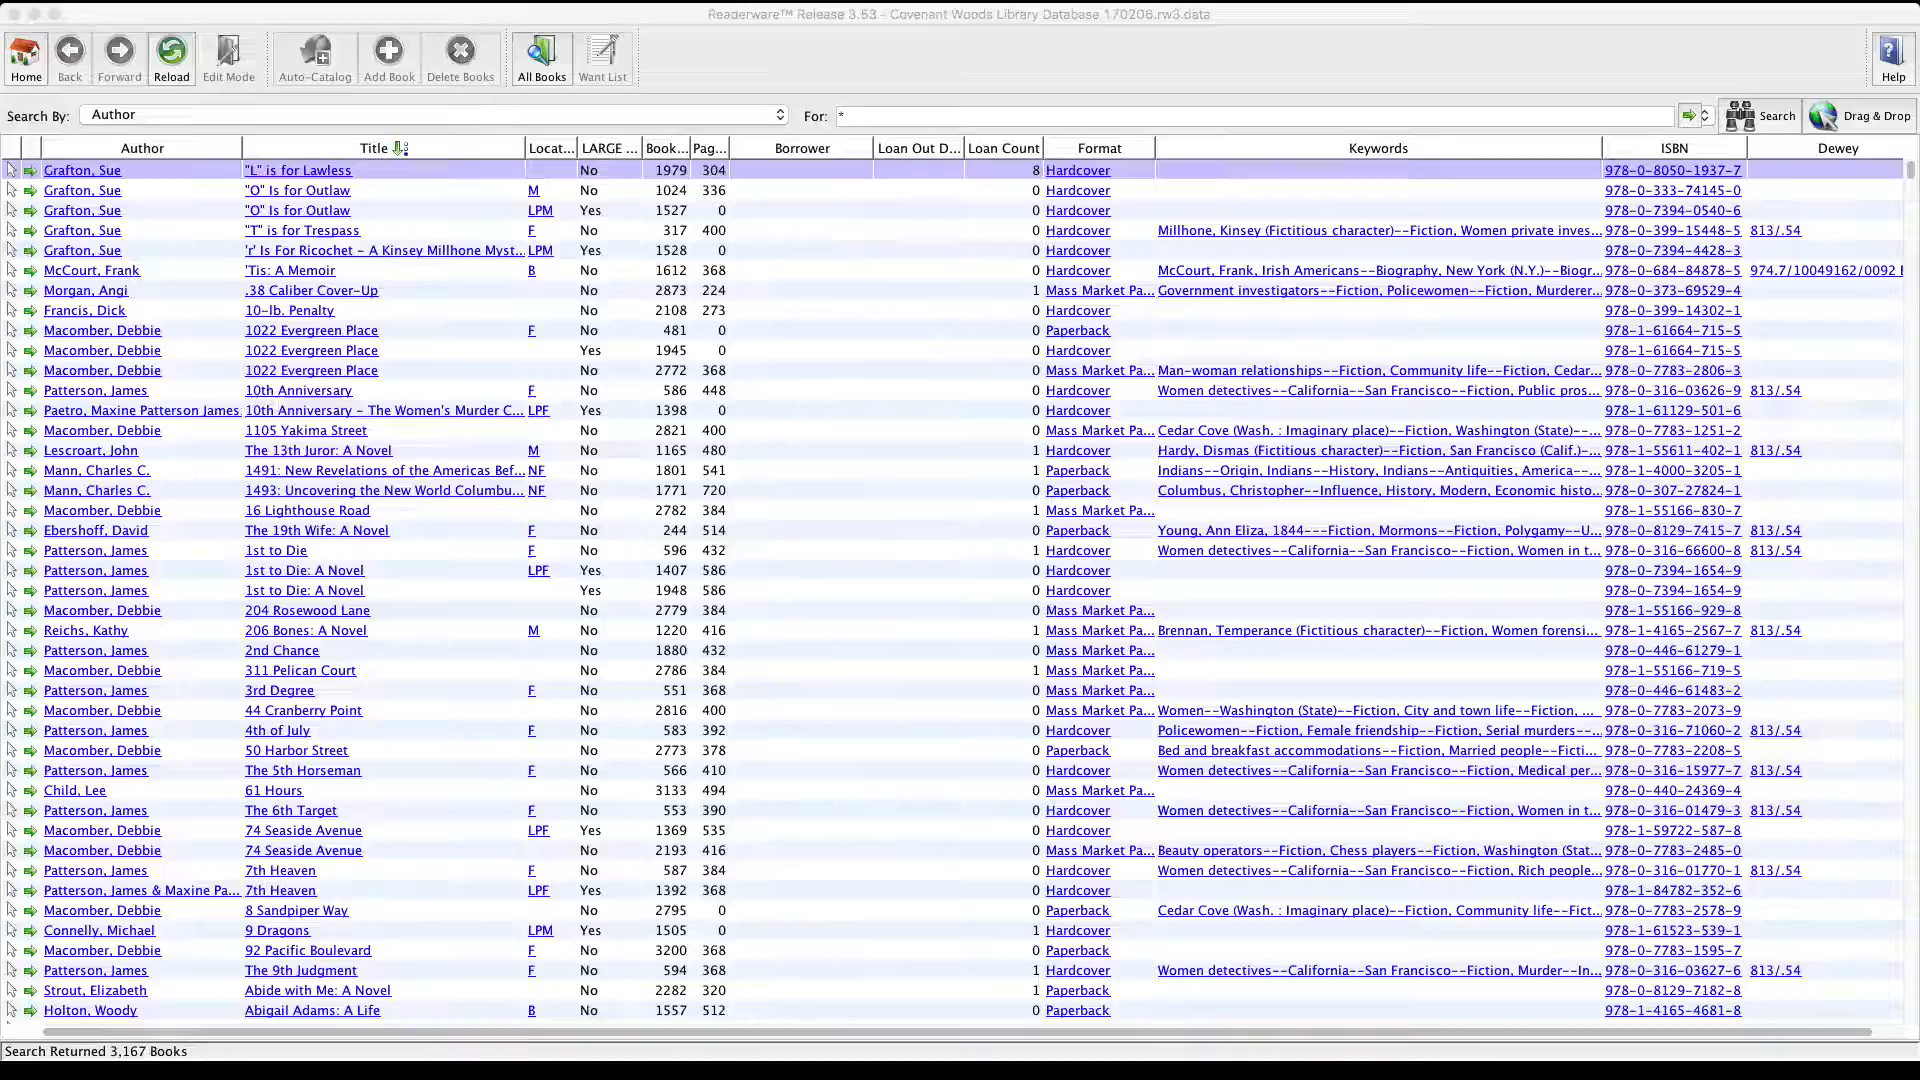 Readerware™ Release 3.53 - Covenant Woods Library Database 170206.rw3.data
Home Back Forward Reload Edit Mode Auto-Catalog Add Book Delete Books All Books Want List Help
Search By: Author For: * Search Drag & Drop
Author Title Locat... LARGE ... Book... Pag... Borrower Loan Out D... Loan Count Format Keywords ISBN Dewey
Grafton, Sue "L" is for Lawless No 1979 304 8 Hardcover 978-0-8050-1937-7
Grafton, Sue "O" Is for Outlaw M No 1024 336 0 Hardcover 978-0-333-74145-0
Grafton, Sue "O" Is for Outlaw LPM Yes 1527 0 0 Hardcover 978-0-7394-0540-6
Grafton, Sue "T" is for Trespass F No 317 400 0 Hardcover Millhone, Kinsey (Fictitious character)--Fiction, Women private inves... 978-0-399-15448-5 813/.54
Grafton, Sue 'r' Is For Ricochet - A Kinsey Millhone Myst... LPM Yes 1528 0 0 Hardcover 978-0-7394-4428-3
McCourt, Frank 'Tis: A Memoir B No 1612 368 0 Hardcover McCourt, Frank, Irish Americans--Biography, New York (N.Y.)--Biogr... 978-0-684-84878-5 974.7/10049162/0092
Morgan, Angi .38 Caliber Cover-Up No 2873 224 1 Mass Market Pa... Government investigators--Fiction, Policewomen--Fiction, Murderer... 978-0-373-69529-4
Francis, Dick 10-lb. Penalty No 2108 273 0 Hardcover 978-0-399-14302-1
Macomber, Debbie 1022 Evergreen Place F No 481 0 0 Paperback 978-1-61664-715-5
Macomber, Debbie 1022 Evergreen Place Yes 1945 0 0 Hardcover 978-1-61664-715-5
Macomber, Debbie 1022 Evergreen Place No 2772 368 0 Mass Market Pa... Man-woman relationships--Fiction, Community life--Fiction, Cedar... 978-0-7783-2806-3
Patterson, James 10th Anniversary F No 586 448 0 Hardcover Women detectives--California--San Francisco--Fiction, Public pros... 978-0-316-03626-9 813/.54
Paetro, Maxine Patterson James 10th Anniversary - The Women's Murder C... LPF Yes 1398 0 0 Hardcover 978-1-61129-501-6
Macomber, Debbie 1105 Yakima Street No 2821 400 0 Mass Market Pa... Cedar Cove (Wash. : Imaginary place)--Fiction, Washington (State)--... 978-0-7783-1251-2
Lescroart, John The 13th Juror: A Novel M No 1165 480 1 Hardcover Hardy, Dismas (Fictitious character)--Fiction, San Francisco (Calif.)-... 978-1-55611-402-1 813/.54
Mann, Charles C. 1491: New Revelations of the Americas Bef... NF No 1801 541 1 Paperback Indians--Origin, Indians--History, Indians--Antiquities, America--... 978-1-4000-3205-1
Mann, Charles C. 1493: Uncovering the New World Columbu... NF No 1771 720 0 Paperback Columbus, Christopher--Influence, History, Modern, Economic histo... 978-0-307-27824-1
Macomber, Debbie 16 Lighthouse Road No 2782 384 1 Mass Market Pa... 978-1-55166-830-7
Ebershoff, David The 19th Wife: A Novel F No 244 514 0 Paperback Young, Ann Eliza, 1844---Fiction, Mormons--Fiction, Polygamy--U... 978-0-8129-7415-7 813/.54
Patterson, James 1st to Die F No 596 432 1 Hardcover Women detectives--California--San Francisco--Fiction, Women in t... 978-0-316-66600-8 813/.54
Patterson, James 1st to Die: A Novel LPF Yes 1407 586 0 Hardcover 978-0-7394-1654-9
Patterson, James 1st to Die: A Novel Yes 1948 586 0 Hardcover 978-0-7394-1654-9
Macomber, Debbie 204 Rosewood Lane No 2779 384 0 Mass Market Pa... 978-1-55166-929-8
Reichs, Kathy 206 Bones: A Novel M No 1220 416 1 Mass Market Pa... Brennan, Temperance (Fictitious character)--Fiction, Women forensi... 978-1-4165-2567-7 813/.54
Patterson, James 2nd Chance No 1880 432 0 Mass Market Pa... 978-0-446-61279-1
Macomber, Debbie 311 Pelican Court No 2786 384 1 Mass Market Pa... 978-1-55166-719-5
Patterson, James 3rd Degree F No 551 368 0 Mass Market Pa... 978-0-446-61483-2
Macomber, Debbie 44 Cranberry Point No 2816 400 0 Mass Market Pa... Women--Washington (State)--Fiction, City and town life--Fiction, ... 978-0-7783-2073-9
Patterson, James 4th of July F No 583 392 0 Hardcover Policewomen--Fiction, Female friendship--Fiction, Serial murders--... 978-0-316-71060-2 813/.54
Macomber, Debbie 50 Harbor Street No 2773 378 0 Paperback Bed and breakfast accommodations--Fiction, Married people--Ficti... 978-0-7783-2208-5
Patterson, James The 5th Horseman F No 566 410 0 Hardcover Women detectives--California--San Francisco--Fiction, Medical per... 978-0-316-15977-7 813/.54
Child, Lee 61 Hours No 3133 494 0 Mass Market Pa... 978-0-440-24369-4
Patterson, James The 6th Target F No 553 390 0 Hardcover Women detectives--California--San Francisco--Fiction, Women in t... 978-0-316-01479-3 813/.54
Macomber, Debbie 74 Seaside Avenue LPF Yes 1369 535 0 Hardcover 978-1-59722-587-8
Macomber, Debbie 74 Seaside Avenue No 2193 416 0 Mass Market Pa... Beauty operators--Fiction, Chess players--Fiction, Washington (Stat... 978-0-7783-2485-0
Patterson, James 7th Heaven F No 587 384 0 Hardcover Women detectives--California--San Francisco--Fiction, Rich people... 978-0-316-01770-1 813/.54
Patterson, James & Maxine Pa... 7th Heaven LPF Yes 1392 368 0 Hardcover 978-1-84782-352-6
Macomber, Debbie 8 Sandpiper Way No 2795 0 0 Paperback Cedar Cove (Wash. : Imaginary place)--Fiction, Community life--Fict... 978-0-7783-2578-9
Connelly, Michael 9 Dragons LPM Yes 1505 0 1 Hardcover 978-1-61523-539-1
Macomber, Debbie 92 Pacific Boulevard F No 3200 368 0 Paperback 978-0-7783-1595-7
Patterson, James The 9th Judgment F No 594 368 1 Hardcover Women detectives--California--San Francisco--Fiction, Murder--In... 978-0-316-03627-6 813/.54
Strout, Elizabeth Abide with Me: A Novel No 2282 320 1 Paperback 978-0-8129-7182-8
Holton, Woody Abigail Adams: A Life B No 1557 512 0 Paperback 978-1-4165-4681-8
Search Returned 3,167 Books